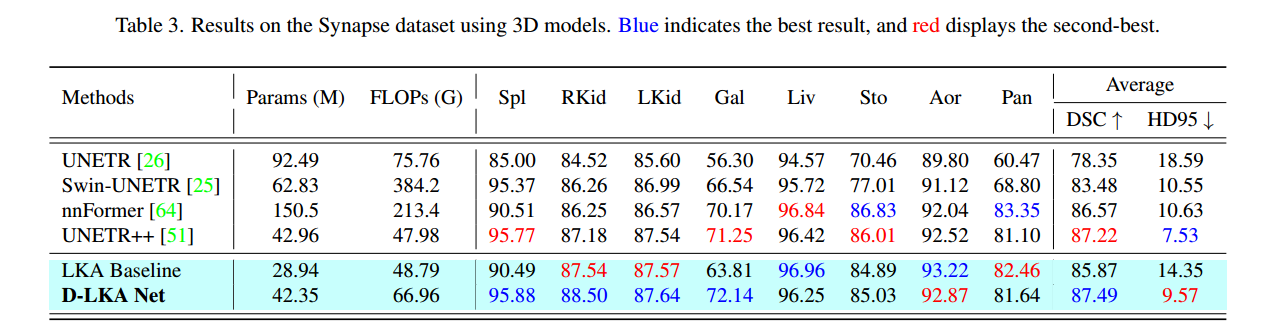 Table 3. Results on the Synapse dataset using 3D models. Blue indicates the best result, and red displays the second-best.
Methods Params (M) FLOPs (G) Spl RKid LKid Gal Liv Sto Aor Pan Average
DSC ↑ HD95 ↓
UNETR [26] 92.49 75.76 85.00 84.52 85.60 56.30 94.57 70.46 89.80 60.47 78.35 18.59
Swin-UNETR [25] 62.83 384.2 95.37 86.26 86.99 66.54 95.72 77.01 91.12 68.80 83.48 10.55
nnFormer [64] 150.5 213.4 90.51 86.25 86.57 70.17 96.84 86.83 92.04 83.35 86.57 10.63
UNETR++ [51] 42.96 47.98 95.77 87.18 87.54 71.25 96.42 86.01 92.52 81.10 87.22 7.53
LKA Baseline 28.94 48.79 90.49 87.54 87.57 63.81 96.96 84.89 93.22 82.46 85.87 14.35
D-LKA Net 42.35 66.96 95.88 88.50 87.64 72.14 96.25 85.03 92.87 81.64 87.49 9.57